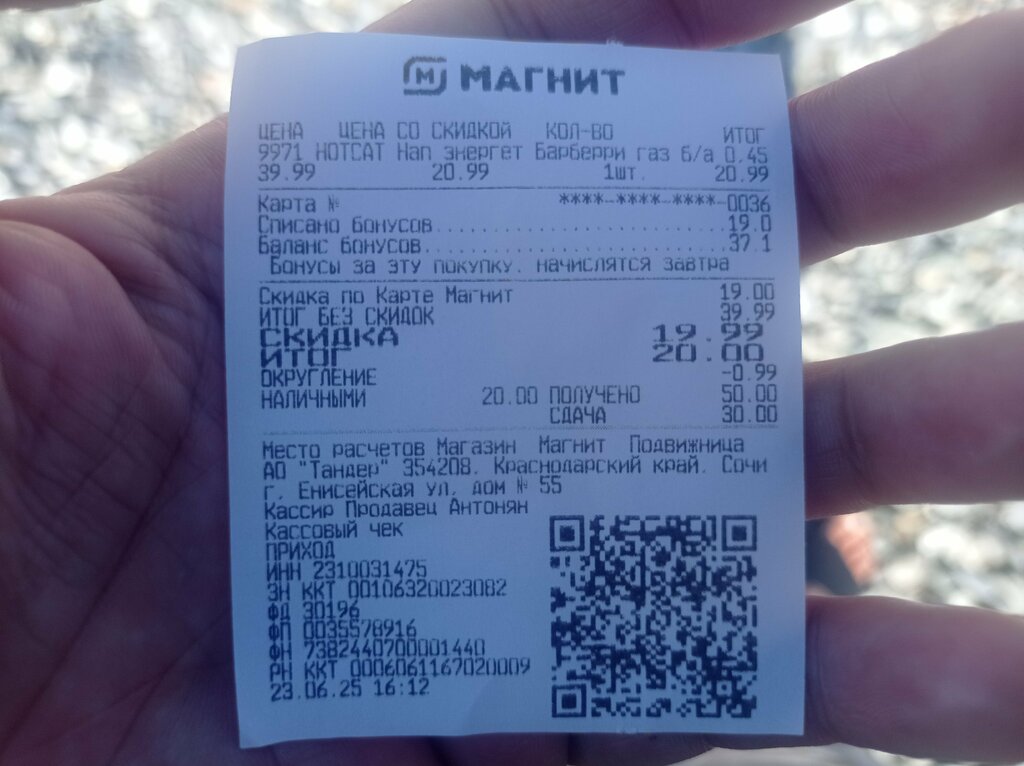 МАГНИТ
ЦЕНА ЦЕНА СО СКИДКОЙ КОЛ-ВО ИТОГ
9971 HOTCAT Нап энергет Барберри газ б/а 0.45
39.99 20.99 1шт. 20.99
Карта № ****-****-****-0036
Списано бонусов..............................19.0
Баланс бонусов...............................37.1
Бонусы за эту покупку, начислятся завтра
Скидка по Карте Магнит 19.00
ИТОГ БЕЗ СКИДОК 39.99
СКИДКА 19.99
ИТОГ 20.00
ОКРУГЛЕНИЕ -0.99
НАЛИЧНЫМИ 20.00 ПОЛУЧЕНО 50.00
СДАЧА 30.00
Место расчетов Магазин Магнит Подвижница
АО "Тандер" 354208, Краснодарский край, Сочи
г, Енисейская ул, дом № 55
Кассир Продавец Антонян
Кассовый чек
ПРИХОД
ИНН 2310031475
ЗН ККТ 00106320023082
ФД 30196
ФП 0035578916
ФН 7382440700001440
РН ККТ 0006061167020009
23.06.25 16:12